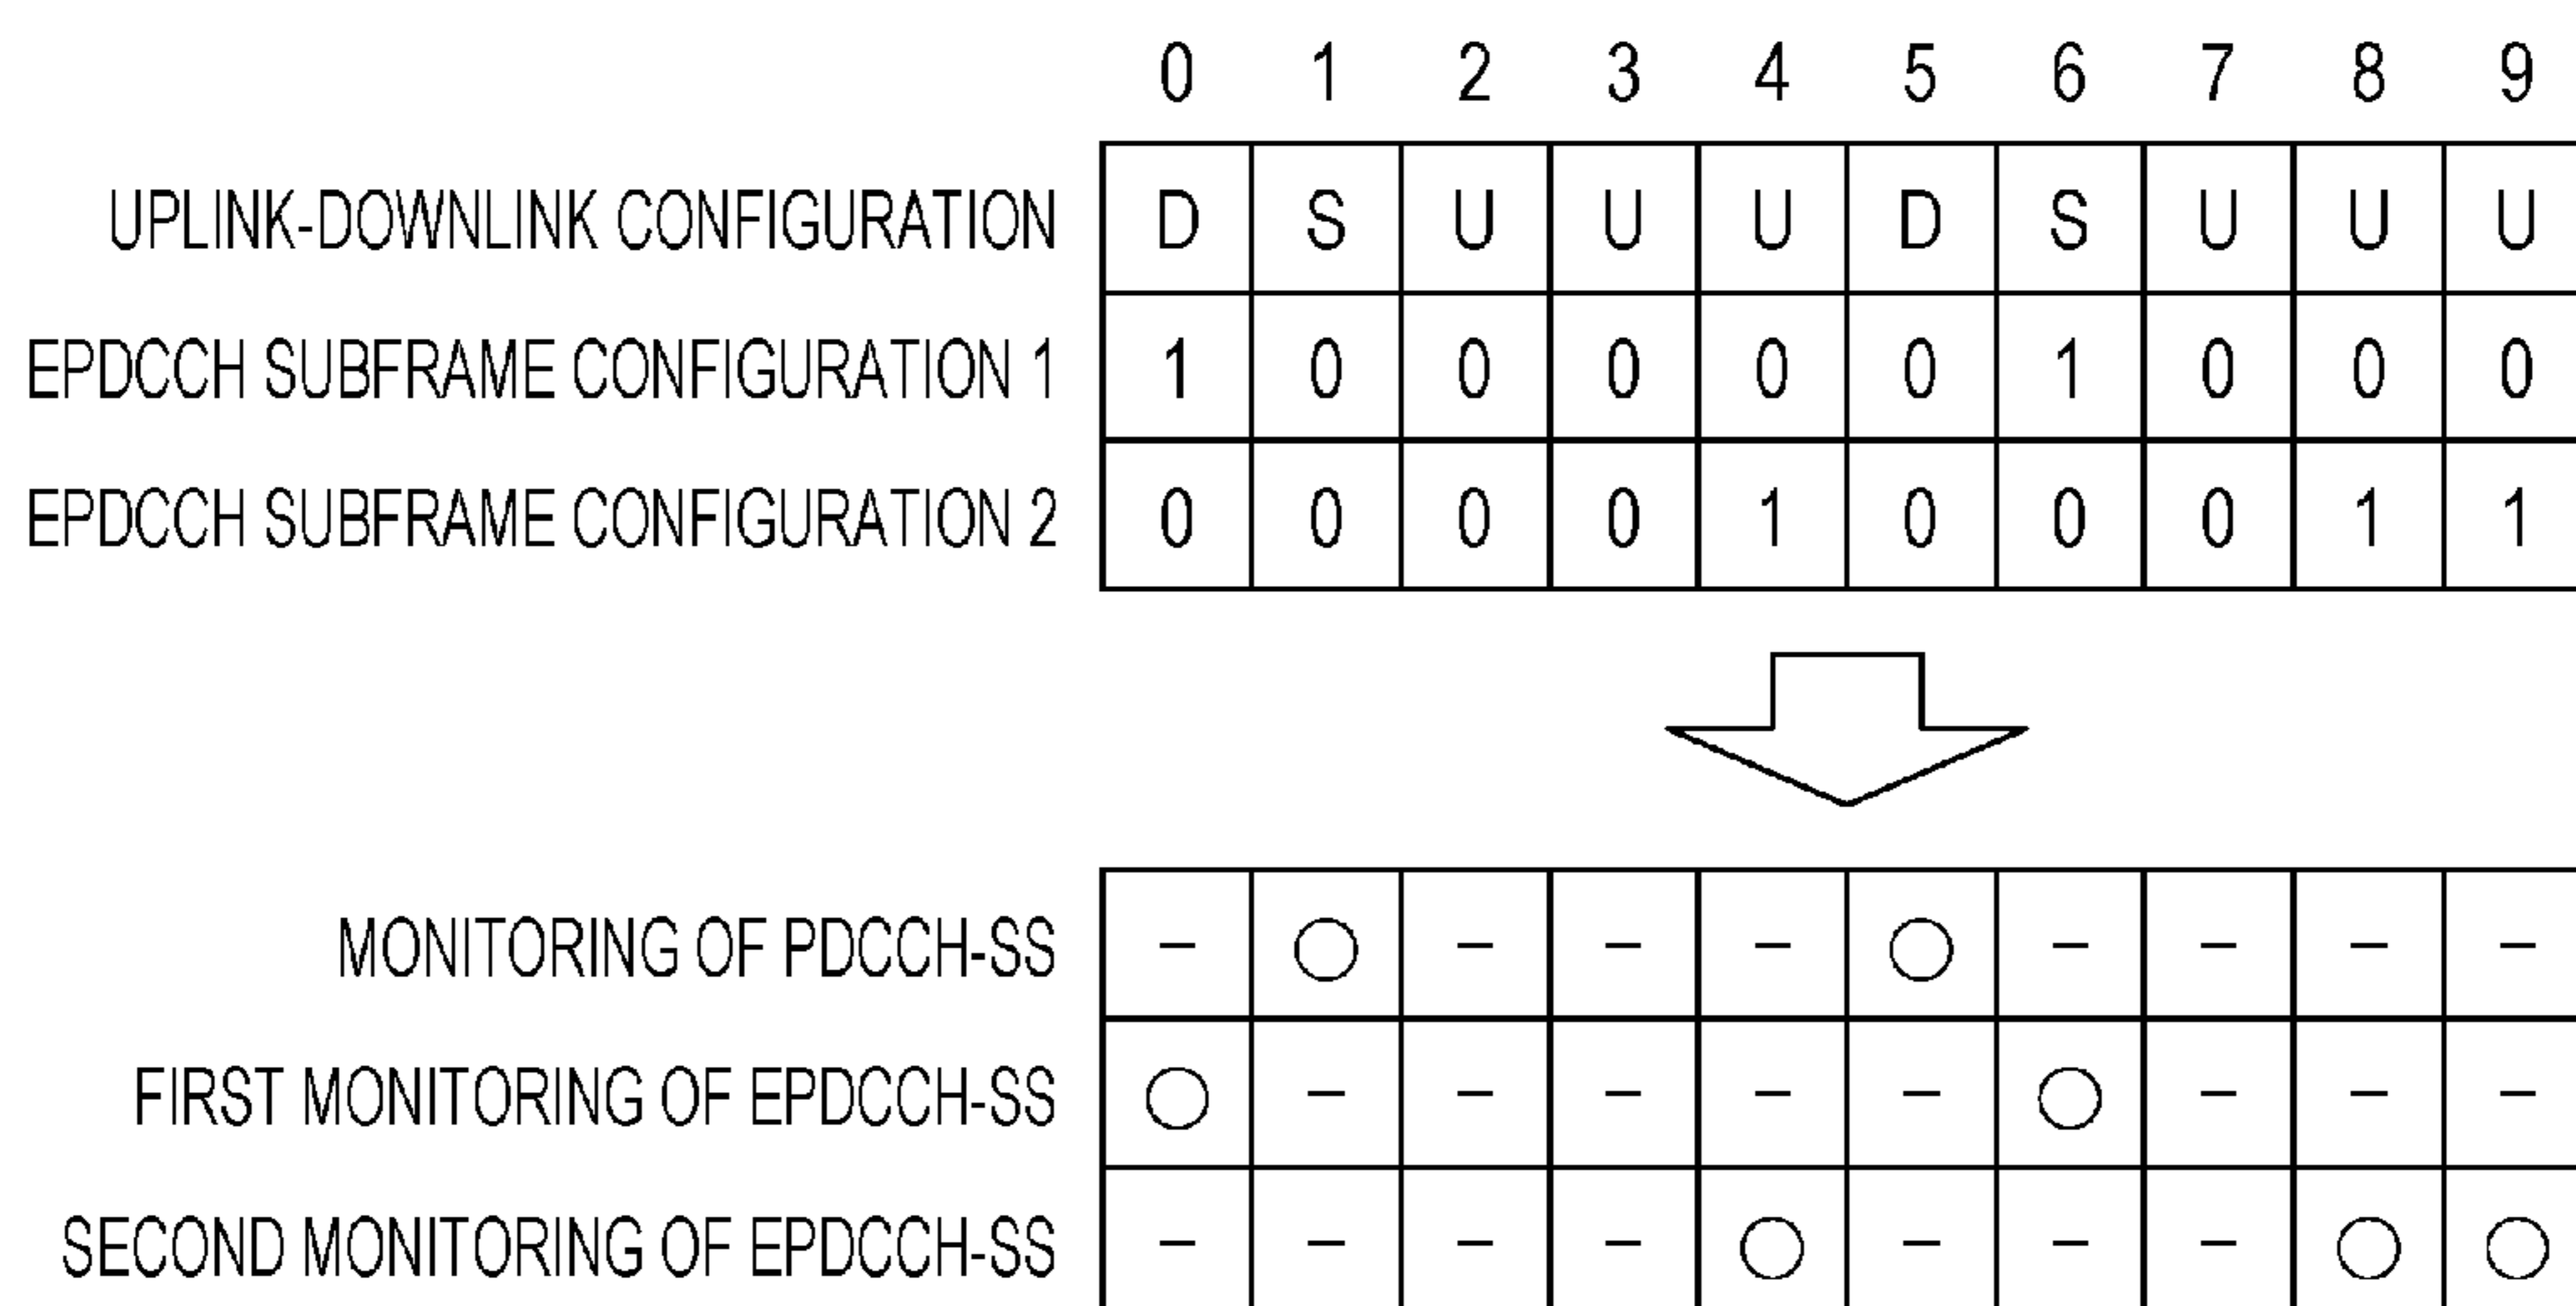 0 1 2 3 4 5 6 7 8 9
UPLINK-DOWNLINK CONFIGURATION D S U U U D S U U U
EPDCCH SUBFRAME CONFIGURATION 1 1 0 0 0 0 0 1 0 0 0
EPDCCH SUBFRAME CONFIGURATION 2 0 0 0 0 1 0 0 0 1 1
MONITORING OF PDCCH-SS - ○ - - - ○ - - - -
FIRST MONITORING OF EPDCCH-SS ○ - - - - - ○ - - -
SECOND MONITORING OF EPDCCH-SS - - - - ○ - - - ○ ○